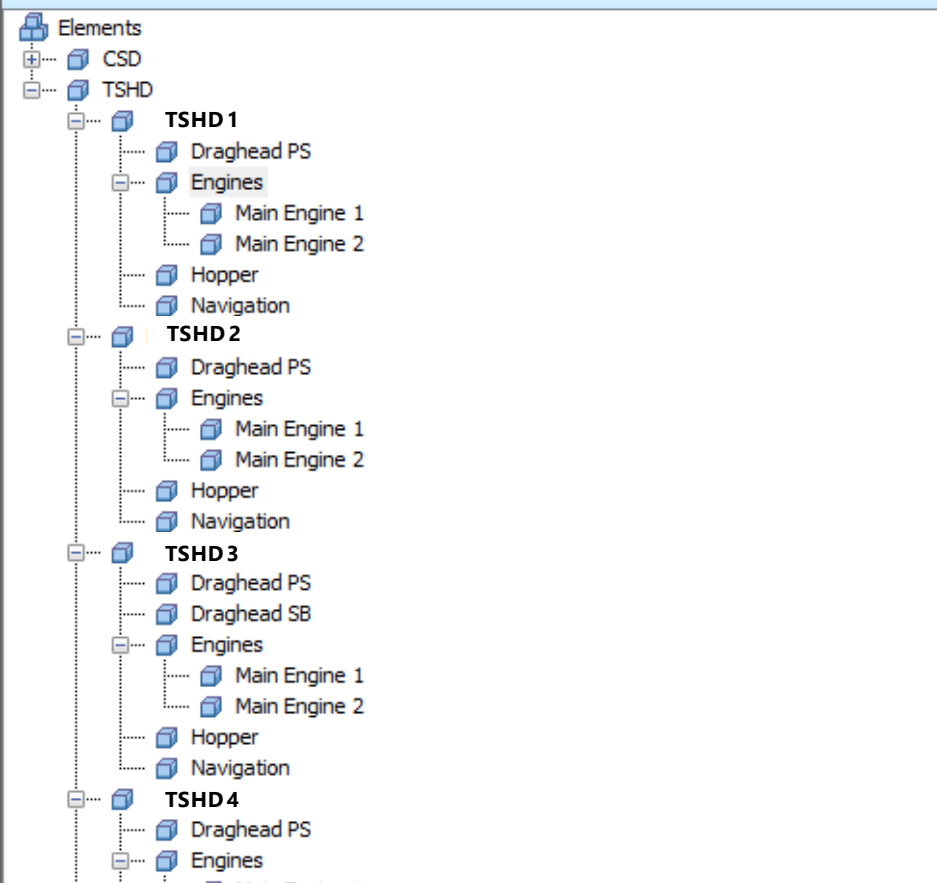 Elements
CSD
TSHD
TSHD 1
Draghead PS
Engines
Main Engine 1
Main Engine 2
Hopper
Navigation
TSHD 2
Draghead PS
Engines
Main Engine 1
Main Engine 2
Hopper
Navigation
TSHD 3
Draghead PS
Draghead SB
Engines
Main Engine 1
Main Engine 2
Hopper
Navigation
TSHD 4
Draghead PS
Engines